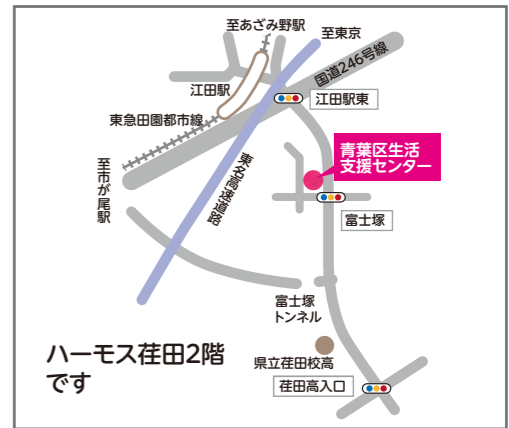 至あざみ野駅
至東京
国道246号線
江田駅
江田駅東
東急田園都市線
青葉区生活
支援センター
至市が尾駅
東名高速道路
富士塚
富士塚
トンネル
ハーモス荏田2階
です
県立荏田校高
荏田高入口